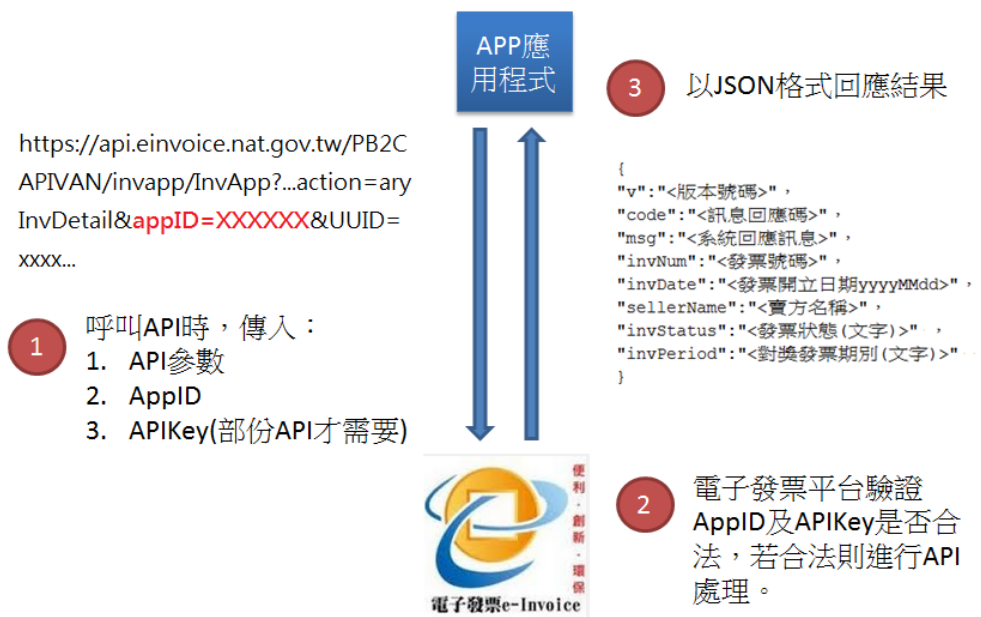 APP應
用程式
3
以JSON格式回應結果
https://api.einvoice.nat.gov.tw/PB2C
APIVAN/invapp/InvApp?...action=qry
InvDetail&appID=XXXXXX&UUID=
xxxx...
{
"v":"<版本號碼>",
"code":"<訊息回應碼>",
"msg":"<系統回應訊息>",
"invNum":"<發票號碼>",
"invDate":"<發票開立日期yyyyMMdd>",
"sellerName":"<賣方名稱>",
"invStatus":"<發票狀態(文字)>",
"invPeriod":"<對獎發票期別(文字)>"
}
1
呼叫API時，傳入：
1. API參數
2. AppID
3. APIKey(部份API才需要)
便利·創新·環保
電子發票e-Invoice
2
電子發票平台驗證
AppID及APIKey是否合
法，若合法則進行API
處理。